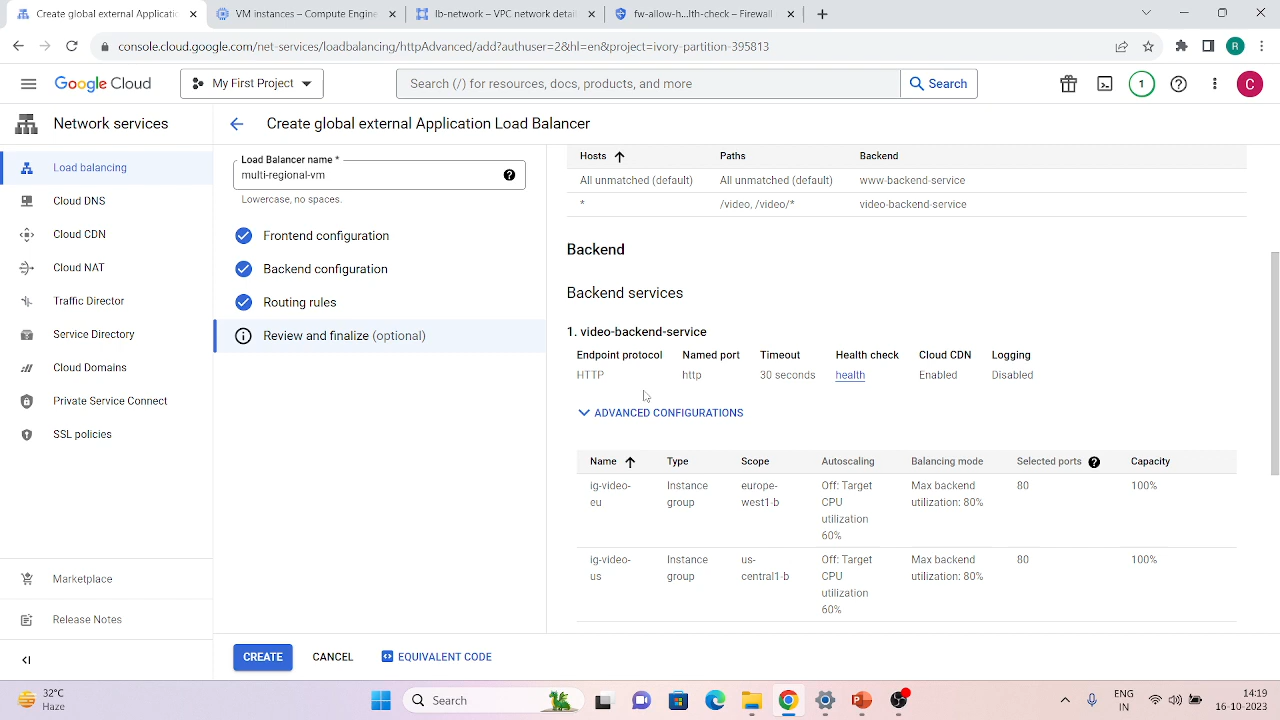 Create global external Applicati
VM instances – Compute Engine
lb-network – VPC network detail
fw-allow-h...lth-check – Firewall
console.cloud.google.com/net-services/loadbalancing/httpAdvanced/add?authuser=2&hl=en&project=ivory-partition-395813
R
Google Cloud
My First Project
Search (/) for resources, docs, products, and more
Search
1
C
Network services
Create global external Application Load Balancer
Load balancing
Cloud DNS
Cloud CDN
Cloud NAT
Traffic Director
Service Directory
Cloud Domains
Private Service Connect
SSL policies
Marketplace
Release Notes
Load Balancer name *
multi-regional-vm
Lowercase, no spaces.
Frontend configuration
Backend configuration
Routing rules
Review and finalize (optional)
Hosts Paths Backend
All unmatched (default) All unmatched (default) www-backend-service
* /video, /video/* video-backend-service
Backend
Backend services
1. video-backend-service
Endpoint protocol Named port Timeout Health check Cloud CDN Logging
HTTP http 30 seconds health Enabled Disabled
ADVANCED CONFIGURATIONS
Name Type Scope Autoscaling Balancing mode Selected ports Capacity
ig-video- Instance europe- Off: Target Max backend 80 100%
eu group west1-b CPU utilization: 80%
utilization
60%
ig-video- Instance us- Off: Target Max backend 80 100%
us group central1-b CPU utilization: 80%
utilization
60%
CREATE CANCEL EQUIVALENT CODE
32°C
Haze
Search
ENG
IN
14:19
16-10-2023